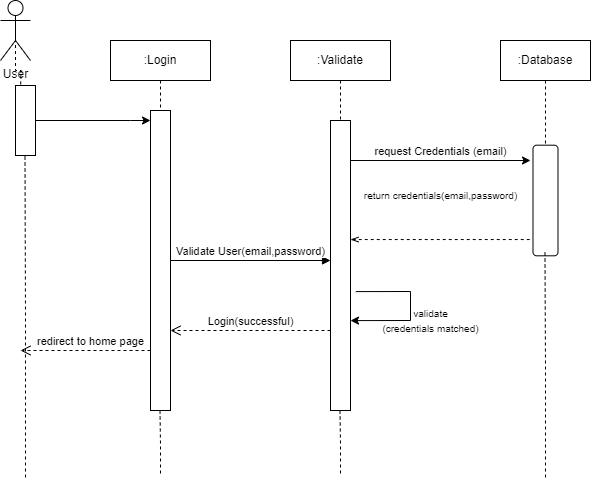 :Login
:Validate
:Database
User
request Credentials (email)
return credentials(email,password)
Validate User(email,password)
validate
(credentials matched)
Login(successful)
redirect to home page